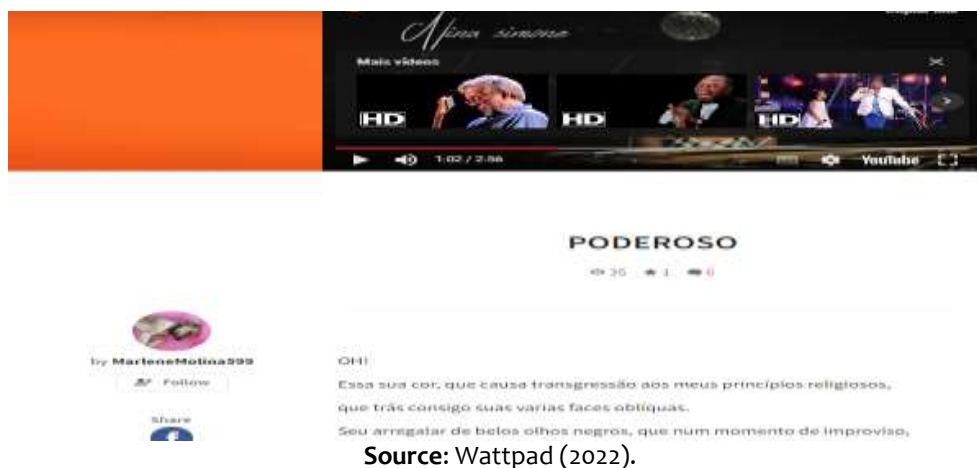 Nina simone
Mais vídeos
HD
HD
HD
1:02 / 2:56
YouTube
PODEROSO
1
by MarleneMolina999
Follow
Share
f
OH!
Essa sua cor, que causa transgressão aos meus princípios religiosos,
que trás consigo suas varias faces oblíquas.
Seu arregalar de belos olhos negros, que num momento de improviso,
Source: Wattpad (2022).